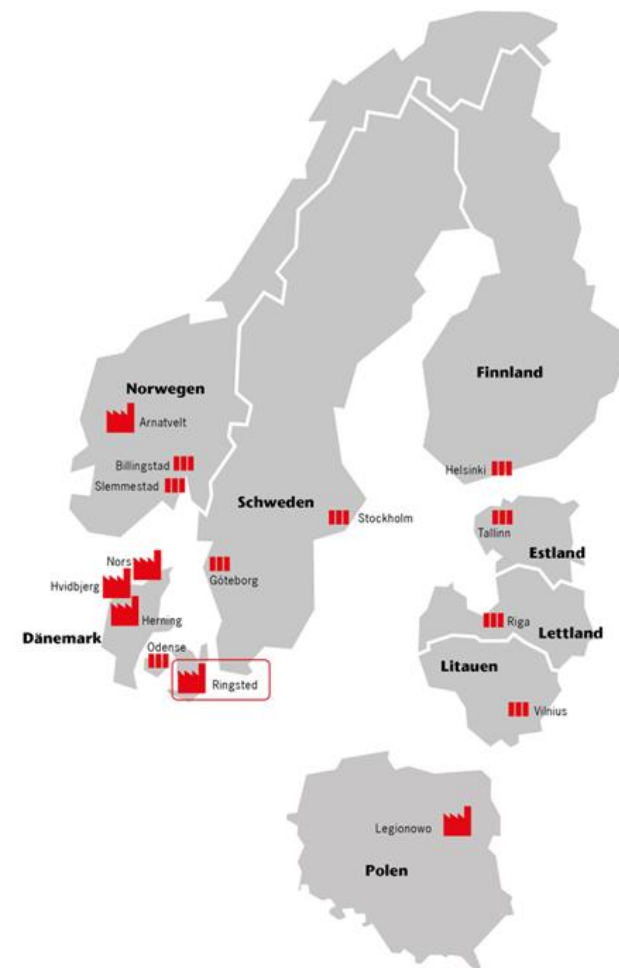 Finnland
Norwegen
Arnatvelt
Billingstad
Helsinki
Slemmestad
Schweden
Stockholm
Tallinn
Estland
Nors
Göteborg
Hvidbjerg
Herning
Riga
Lettland
Dänemark
Odense
Litauen
Ringsted
Vilnius
Legionowo
Polen